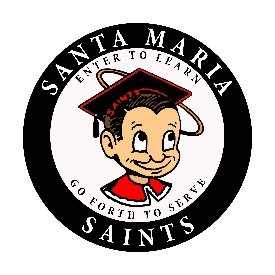 SANTA MARIA
ENTER TO LEARN
SAINTS
GO FORTH TO SERVE
SAINTS